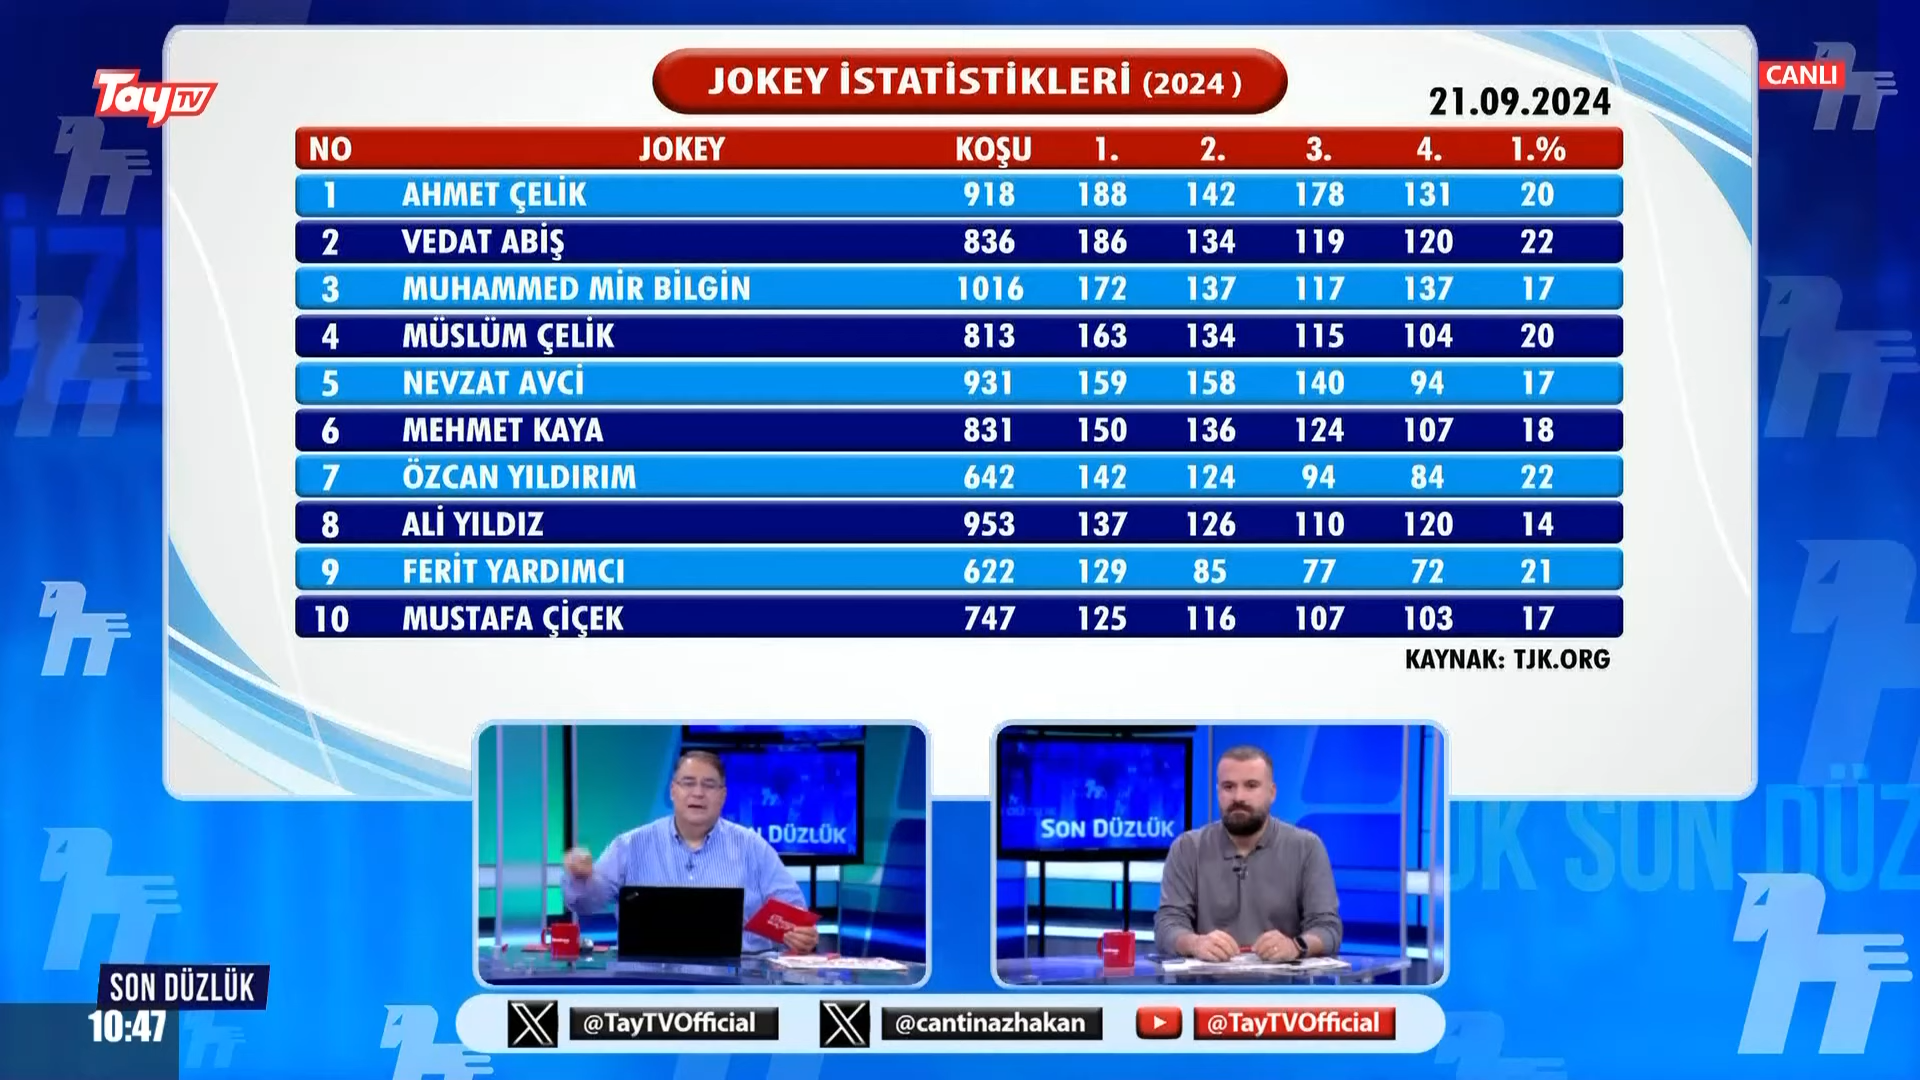 Tay TV
CANLI
JOKEY İSTATİSTİKLERİ (2024 )
21.09.2024
NO JOKEY KOŞU 1. 2. 3. 4. 1.%
1 AHMET ÇELİK 918 188 142 178 131 20
2 VEDAT ABİŞ 836 186 134 119 120 22
3 MUHAMMED MİR BİLGİN 1016 172 137 117 137 17
4 MÜSLÜM ÇELİK 813 163 134 115 104 20
5 NEVZAT AVCİ 931 159 158 140 94 17
6 MEHMET KAYA 831 150 136 124 107 18
7 ÖZCAN YILDIRIM 642 142 124 94 84 22
8 ALİ YILDIZ 953 137 126 110 120 14
9 FERİT YARDIMCI 622 129 85 77 72 21
10 MUSTAFA ÇİÇEK 747 125 116 107 103 17
KAYNAK: TJK.ORG
DÜZLÜK
SON DÜZLÜK
SON DÜZLÜK
10:47
@TayTVOfficial
@cantinazhakan
@TayTVOfficial